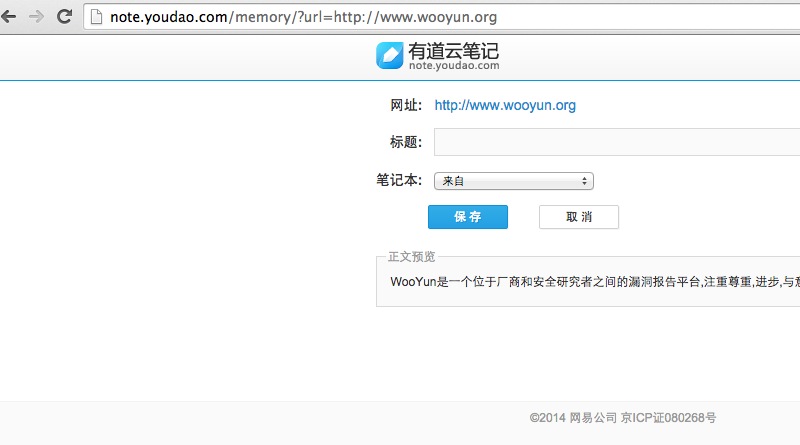 note.youdao.com/memory/?url=http://www.wooyun.org
有道云笔记
note.youdao.com
网址: http://www.wooyun.org
标题:
笔记本: 来自
保存 取消
正文预览
WooYun是一个位于厂商和安全研究者之间的漏洞报告平台,注重尊重,进步,与
©2014 网易公司 京ICP证080268号